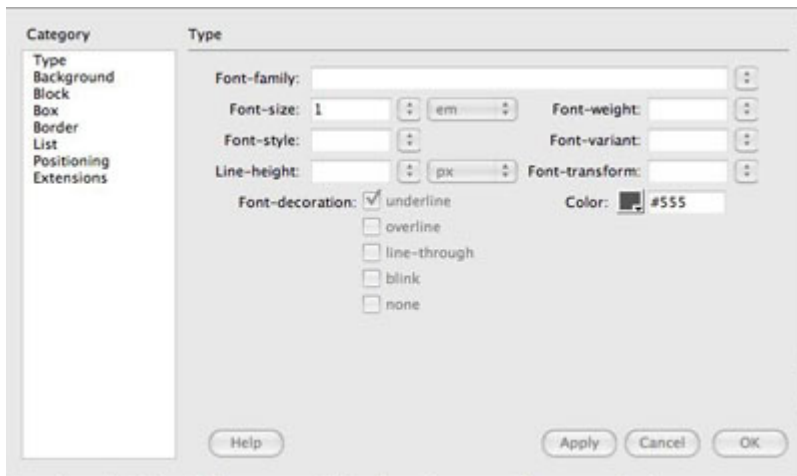 Category
Type
Type
Background
Block
Box
Border
List
Positioning
Extensions
Font-family:
Font-size: 1 em Font-weight:
Font-style: Font-variant:
Line-height: px Font-transform:
Font-decoration: underline Color: #555
overline
line-through
blink
none
Help Apply Cancel OK